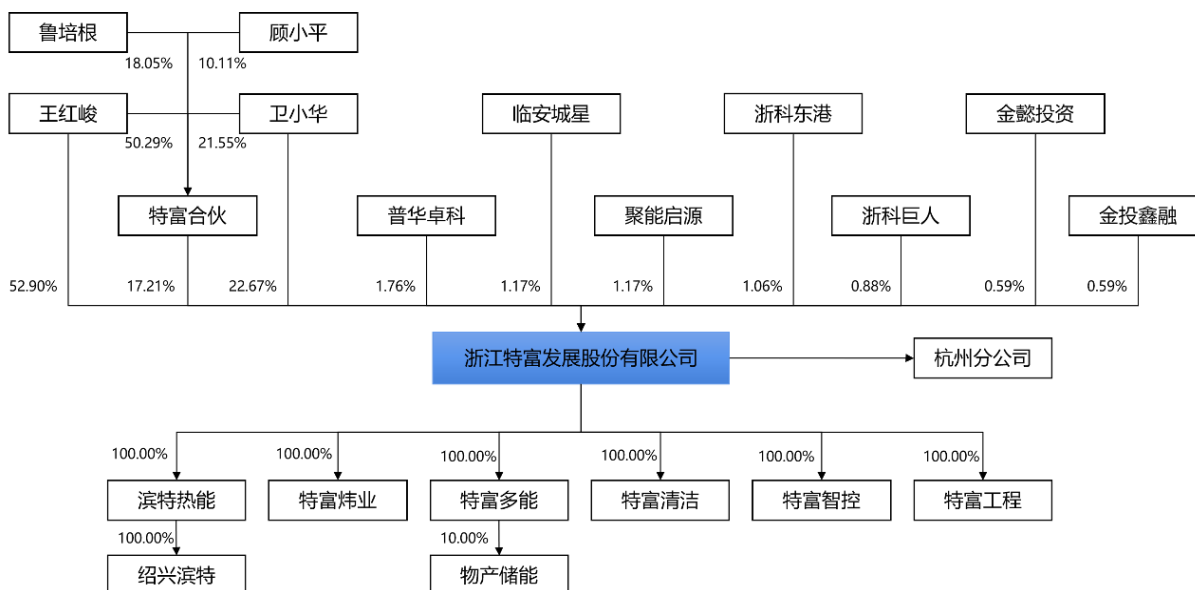 鲁培根
顾小平
18.05%
10.11%
王红峻
卫小华
临安城星
浙科东港
金懿投资
50.29%
21.55%
特富合伙
普华卓科
聚能启源
浙科巨人
金投鑫融
52.90%
17.21%
22.67%
1.76%
1.17%
1.17%
1.06%
0.88%
0.59%
0.59%
浙江特富发展股份有限公司
杭州分公司
100.00%
100.00%
100.00%
100.00%
100.00%
100.00%
滨特热能
特富炜业
特富多能
特富清洁
特富智控
特富工程
100.00%
10.00%
绍兴滨特
物产储能